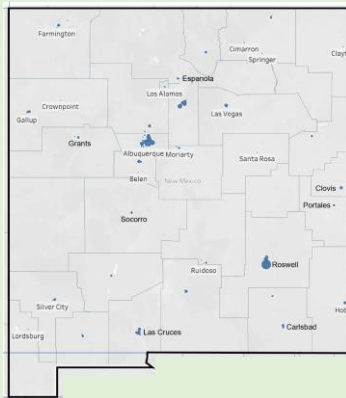 Farmington
Cimarron
Clayt
Springer
Espanola
Los Alamos
Crownpoint
Las Vegas
Gallup
Grants
Albuquerque
Moriarty
Santa Rosa
Belen
New Mexico
Clovis
Portales
Socorro
Roswell
Ruidoso
Silver City
Hob
Las Cruces
Carlsbad
Lordsburg